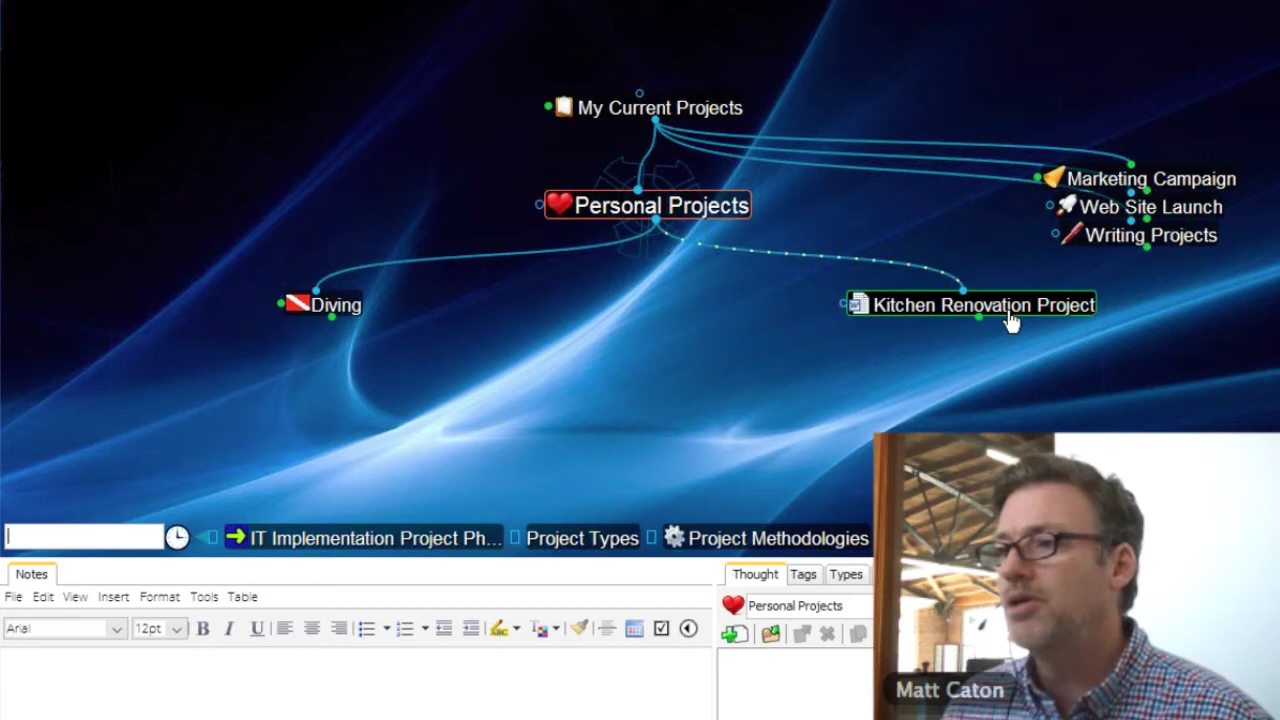 My Current Projects
Marketing Campaign
Personal Projects
Web Site Launch
Writing Projects
Diving
Kitchen Renovation Project
IT Implementation Project Ph...
Project Types
Project Methodologies
Notes
Thought
Tags
Types
File Edit View Insert Format Tools Table
Personal Projects
Arial
12pt
B I U
ABC
T
Matt Caton